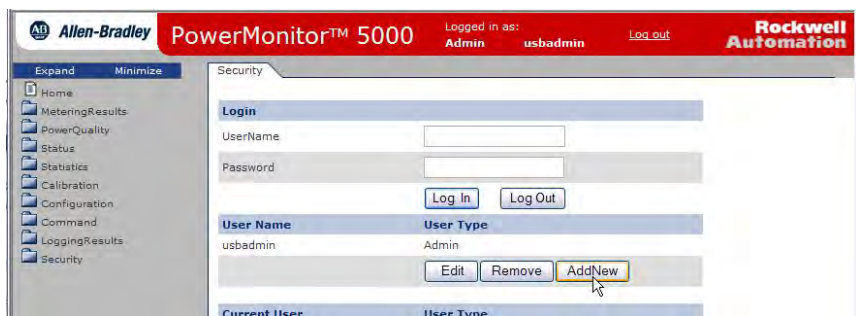 AB Allen-Bradley PowerMonitor™ 5000 Logged in as: Admin usbadmin Log out Rockwell Automation
Expand Minimize
Home
MeteringResults
PowerQuality
Status
Statistics
Calibration
Configuration
Command
LoggingResults
Security
Security
Login
UserName
Password
Log In Log Out
User Name User Type
usbadmin Admin
Edit Remove AddNew
Current User User Type